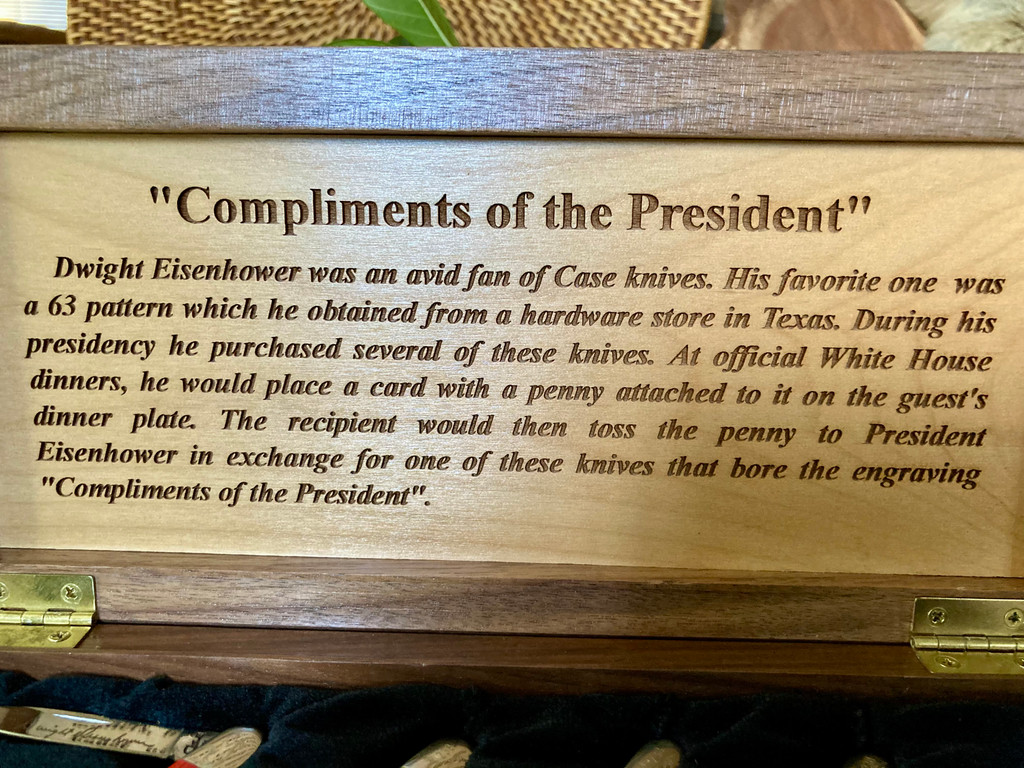 "Compliments of the President"
Dwight Eisenhower was an avid fan of Case knives. His favorite one was
a 63 pattern which he obtained from a hardware store in Texas. During his
presidency he purchased several of these knives. At official White House
dinners, he would place a card with a penny attached to it on the guest's
dinner plate. The recipient would then toss the penny to President
Eisenhower in exchange for one of these knives that bore the engraving
"Compliments of the President".